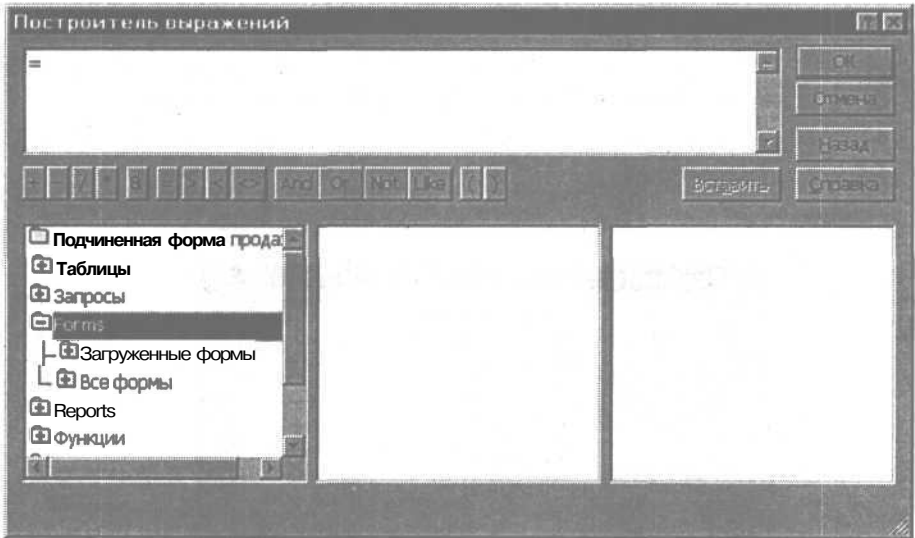 Построитель выражений
=
ОК
Отмена
Назад
+ - / * & = > < <> And Or Not Like ( )
Вставить
Справка
Подчиненная форма прода
Таблицы
Запросы
Forms
Загруженные формы
Все формы
Reports
Функции